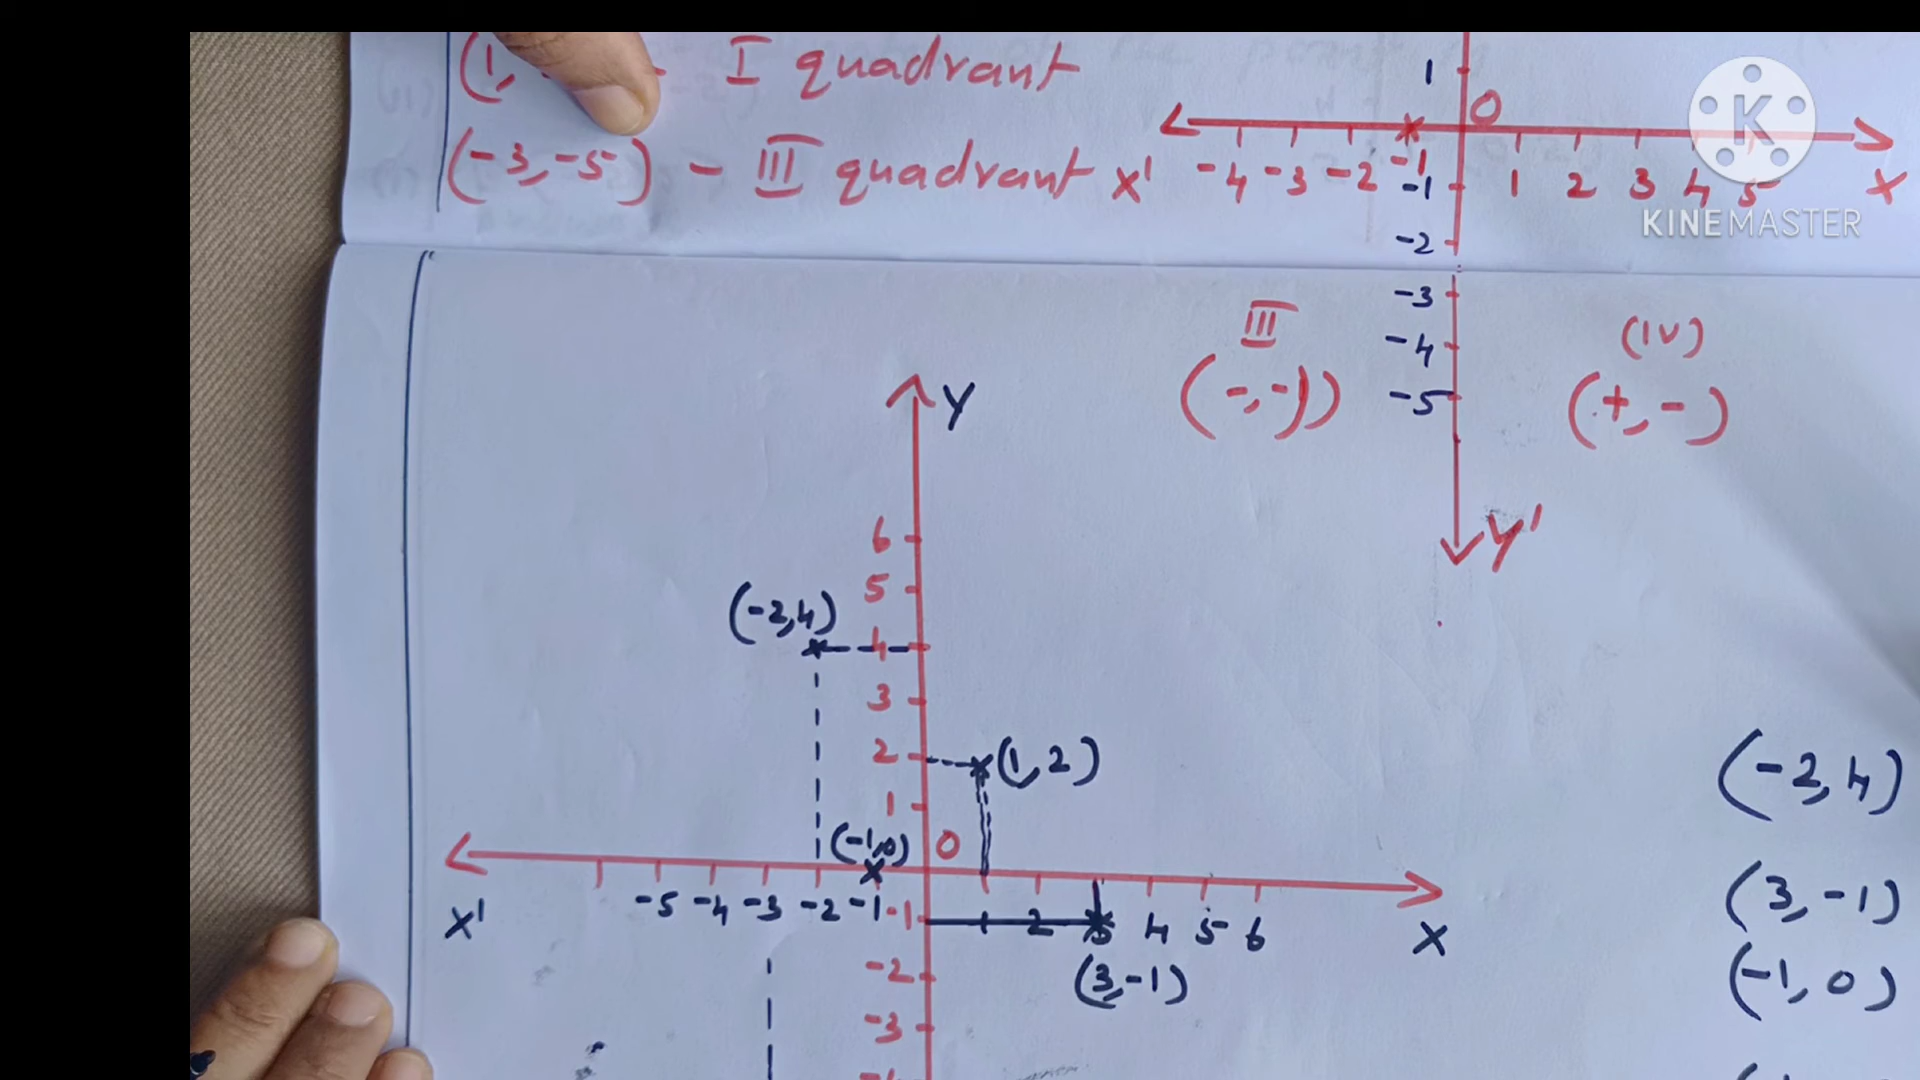 (1, - I quadrant
(-3, -5) - III quadrant
1
O
X' -4 -3 -2 -1 1 2 3 4 5 X
-1
-2
-3
-4
-5
III
(-, -)
(IV)
(+, -)
Y'
K
KINEMASTER
Y
6
5
4
3
2
1
(-2, 4)
(1, 2)
(-1, 0)
O
X' -5 -4 -3 -2 -1 1 2 3 4 5 6 X
-1
-2
-3
(3, -1)
(-2, 4)
(3, -1)
(-1, 0)